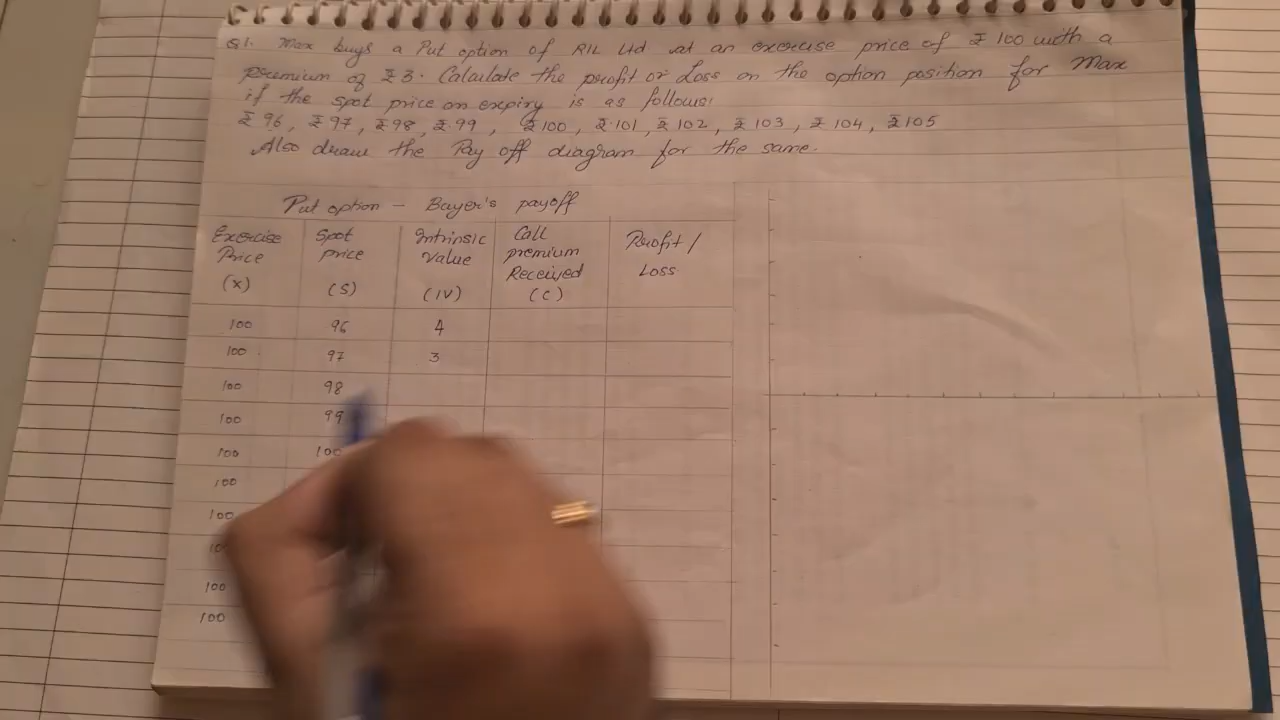 Q1. Max buys a Put option of RIL Ltd at an exercise price of ₹ 100 with a
premium of ₹ 3. Calculate the profit or Loss on the option position for Max
if the spot price on expiry is as follows:
₹ 96, ₹ 97, ₹ 98, ₹ 99, ₹ 100, ₹ 101, ₹ 102, ₹ 103, ₹ 104, ₹ 105
Also draw the Pay off diagram for the same.
Put option - Buyer's payoff
Exercise Price (X) Spot price (S) Intrinsic Value (IV) Call premium Received (C) Profit / Loss
100 96 4
100 97 3
100 98
100 99
100 100
100
100
100
100